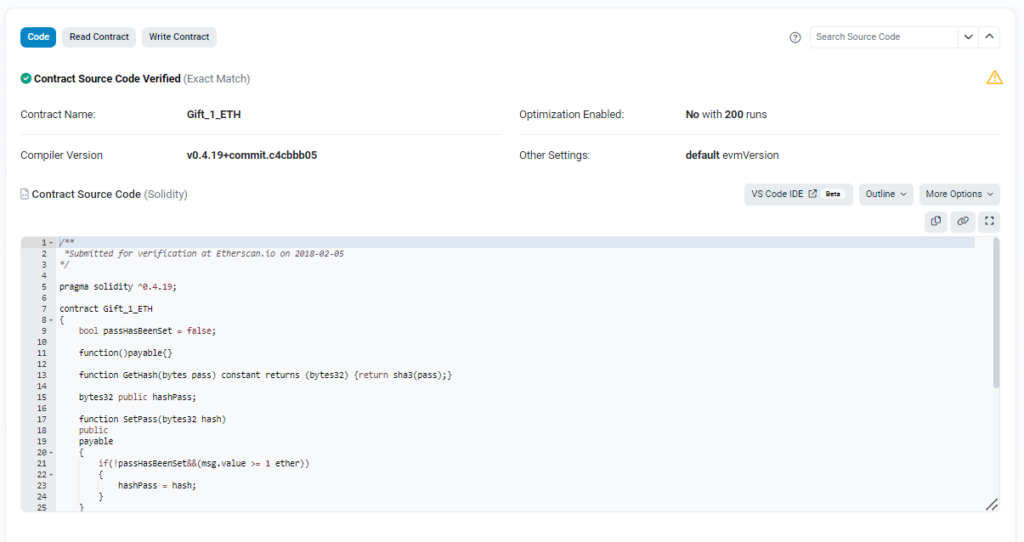 Code Read Contract Write Contract Search Source Code
Contract Source Code Verified (Exact Match)
Contract Name: Gift_1_ETH Optimization Enabled: No with 200 runs
Compiler Version v0.4.19+commit.c4cbbb05 Other Settings: default evmVersion
Contract Source Code (Solidity) VS Code IDE Beta Outline More Options
1 /**
2 *Submitted for verification at Etherscan.io on 2018-02-05
3 */
4
5 pragma solidity ^0.4.19;
6
7 contract Gift_1_ETH
8 {
9 bool passHasBeenSet = false;
10
11 function()payable{}
12
13 function GetHash(bytes pass) constant returns (bytes32) {return sha3(pass);}
14
15 bytes32 public hashPass;
16
17 function SetPass(bytes32 hash)
18 public
19 payable
20 {
21 if(!passHasBeenSet&&(msg.value >= 1 ether))
22 {
23 hashPass = hash;
24 }
25 }